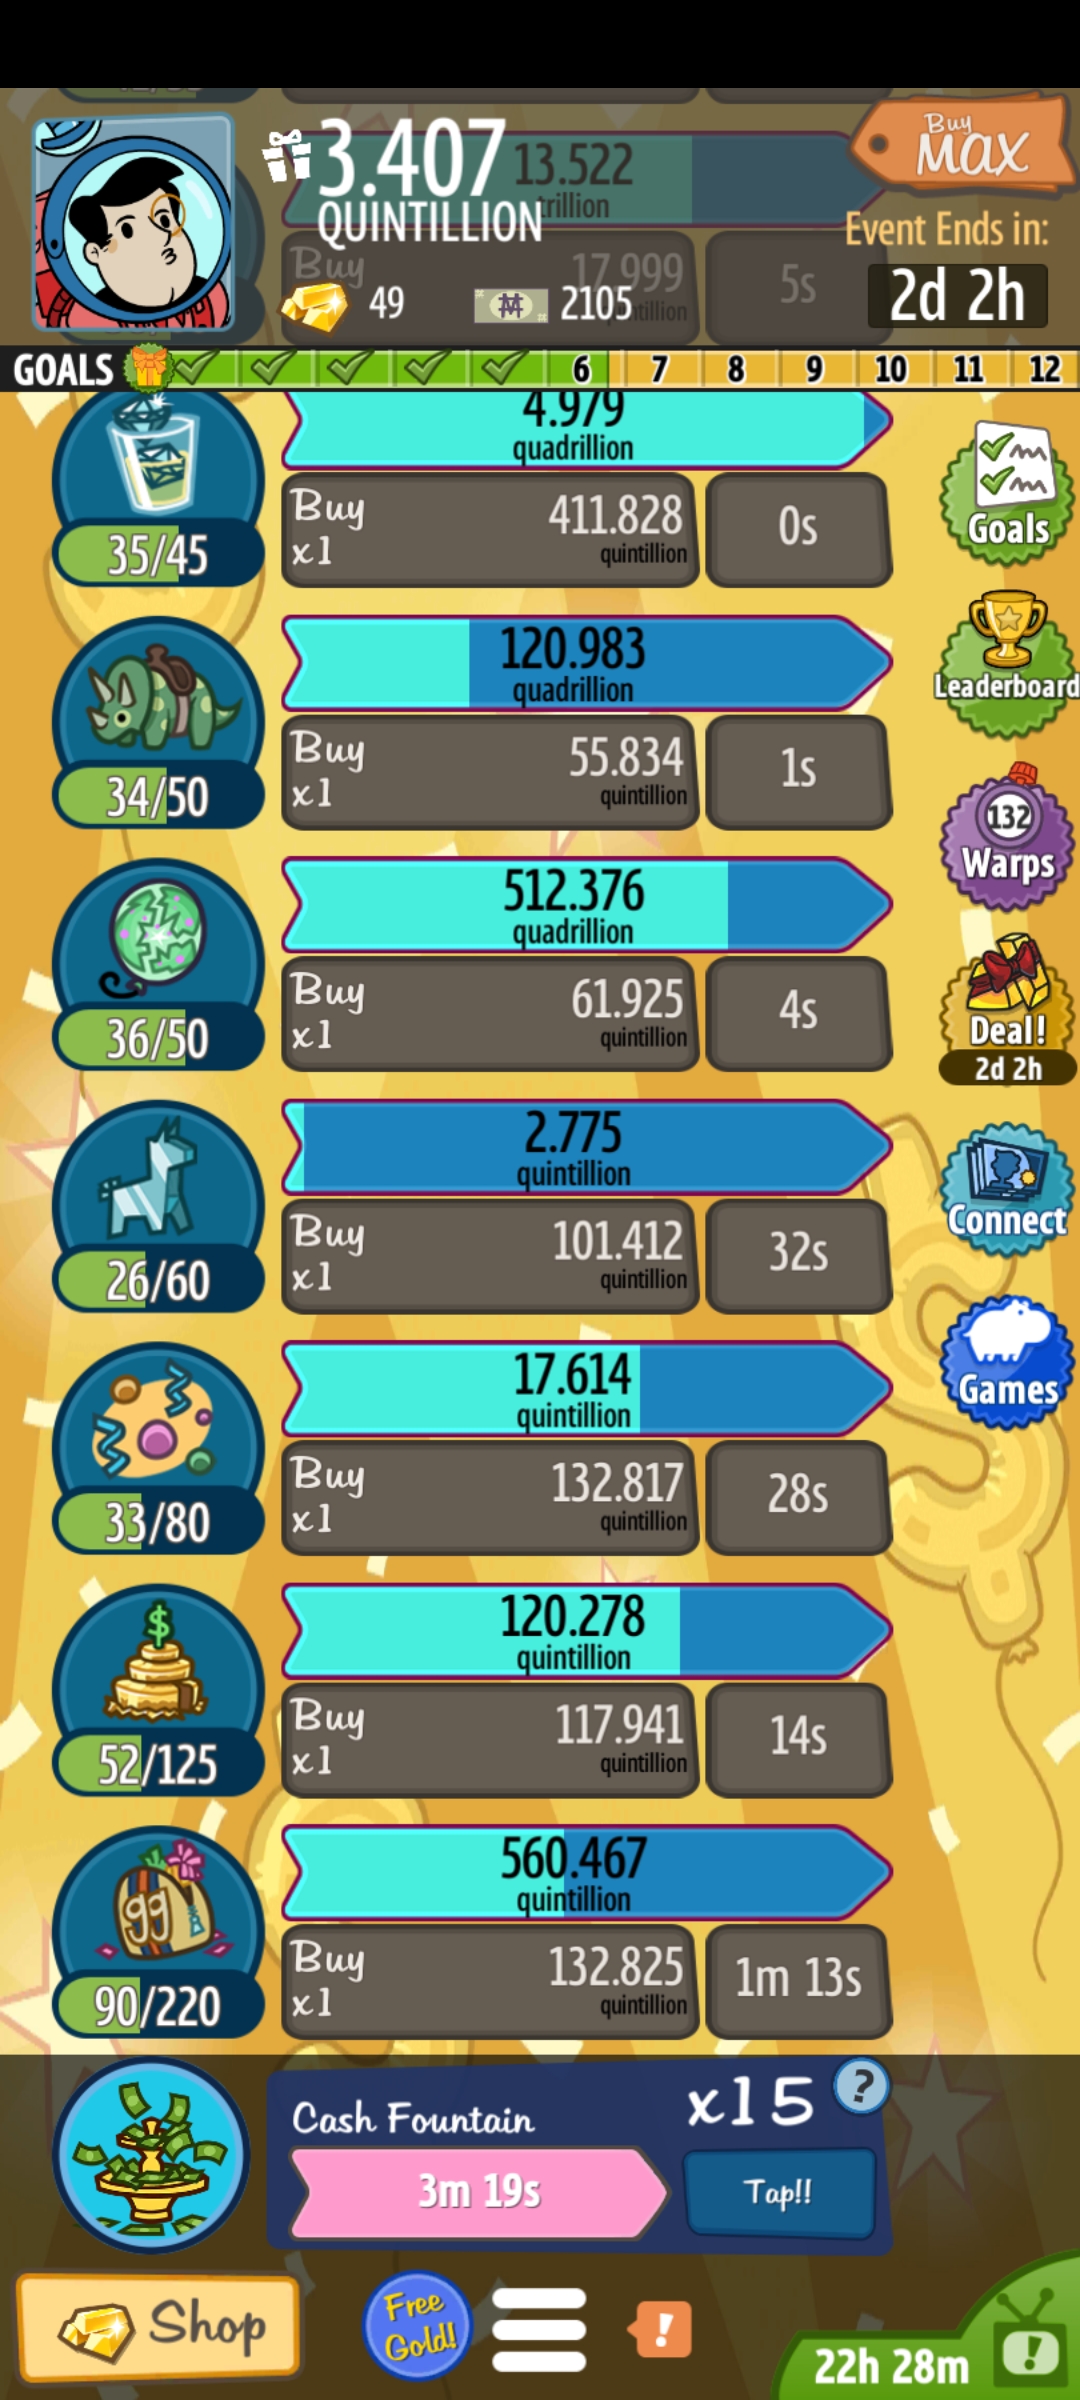 3.407
QUINTILLION
13.522
trillion
Buy
MAX
Event Ends in:
2d 2h
Buy
17.999
5s
49
2105
GOALS
6
7
8
9
10
11
12
4.979
quadrillion
Buy
x1
411.828
quintillion
0s
35/45
Goals
120.983
quadrillion
Leaderboard
Buy
x1
55.834
quintillion
1s
34/50
132
Warps
512.376
quadrillion
Buy
x1
61.925
quintillion
4s
36/50
Deal!
2d 2h
2.775
quintillion
Buy
x1
101.412
quintillion
32s
26/60
Connect
17.614
quintillion
Games
Buy
x1
132.817
quintillion
28s
33/80
$
120.278
quintillion
Buy
x1
117.941
quintillion
14s
52/125
99
560.467
quintillion
Buy
x1
132.825
quintillion
1m 13s
90/220
Cash Fountain
x15
?
3m 19s
Tap!!
Shop
Free
Gold!
!
22h 28m
!